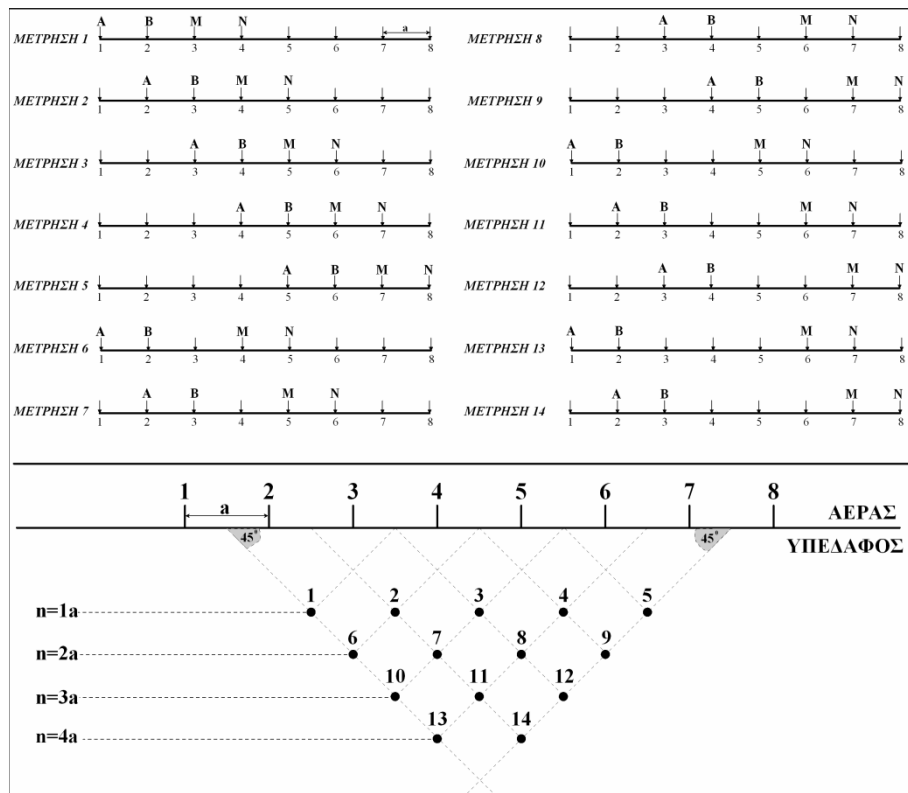 A B M N
ΜΕΤΡΗΣΗ 1
a
1 2 3 4 5 6 7 8
A B M N
ΜΕΤΡΗΣΗ 2
1 2 3 4 5 6 7 8
A B M N
ΜΕΤΡΗΣΗ 3
1 2 3 4 5 6 7 8
A B M N
ΜΕΤΡΗΣΗ 4
1 2 3 4 5 6 7 8
A B M N
ΜΕΤΡΗΣΗ 5
1 2 3 4 5 6 7 8
A B M N
ΜΕΤΡΗΣΗ 6
1 2 3 4 5 6 7 8
A B M N
ΜΕΤΡΗΣΗ 7
1 2 3 4 5 6 7 8
A B M N
ΜΕΤΡΗΣΗ 8
1 2 3 4 5 6 7 8
A B M N
ΜΕΤΡΗΣΗ 9
1 2 3 4 5 6 7 8
A B M N
ΜΕΤΡΗΣΗ 10
1 2 3 4 5 6 7 8
A B M N
ΜΕΤΡΗΣΗ 11
1 2 3 4 5 6 7 8
A B M N
ΜΕΤΡΗΣΗ 12
1 2 3 4 5 6 7 8
A B M N
ΜΕΤΡΗΣΗ 13
1 2 3 4 5 6 7 8
A B M N
ΜΕΤΡΗΣΗ 14
1 2 3 4 5 6 7 8
1 2 3 4 5 6 7 8
a
ΑΕΡΑΣ
45° 45°
ΥΠΕΔΑΦΟΣ
1 2 3 4 5
n=1a
6 7 8 9
n=2a
10 11 12
n=3a
13 14
n=4a